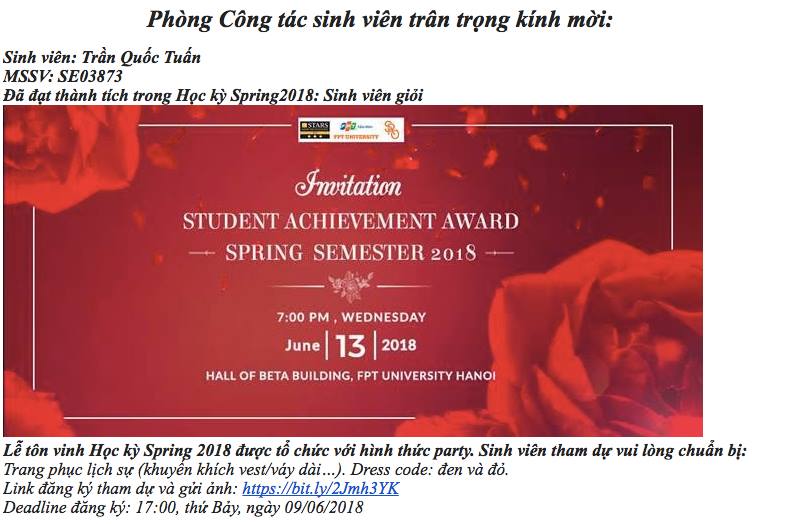 Phòng Công tác sinh viên trân trọng kính mời:
Sinh viên: Trần Quốc Tuấn
MSSV: SE03873
Đã đạt thành tích trong Học kỳ Spring2018: Sinh viên giỏi
STARS
FPT Education
FPT UNIVERSITY
Invitation
STUDENT ACHIEVEMENT AWARD
SPRING SEMESTER 2018
7:00 PM , WEDNESDAY
June | 13 | 2018
HALL OF BETA BUILDING, FPT UNIVERSITY HANOI
Lễ tôn vinh Học kỳ Spring 2018 được tổ chức với hình thức party. Sinh viên tham dự vui lòng chuẩn bị:
Trang phục lịch sự (khuyến khích vest/váy dài…). Dress code: đen và đỏ.
Link đăng ký tham dự và gửi ảnh: https://bit.ly/2Jmh3YK
Deadline đăng ký: 17:00, thứ Bảy, ngày 09/06/2018